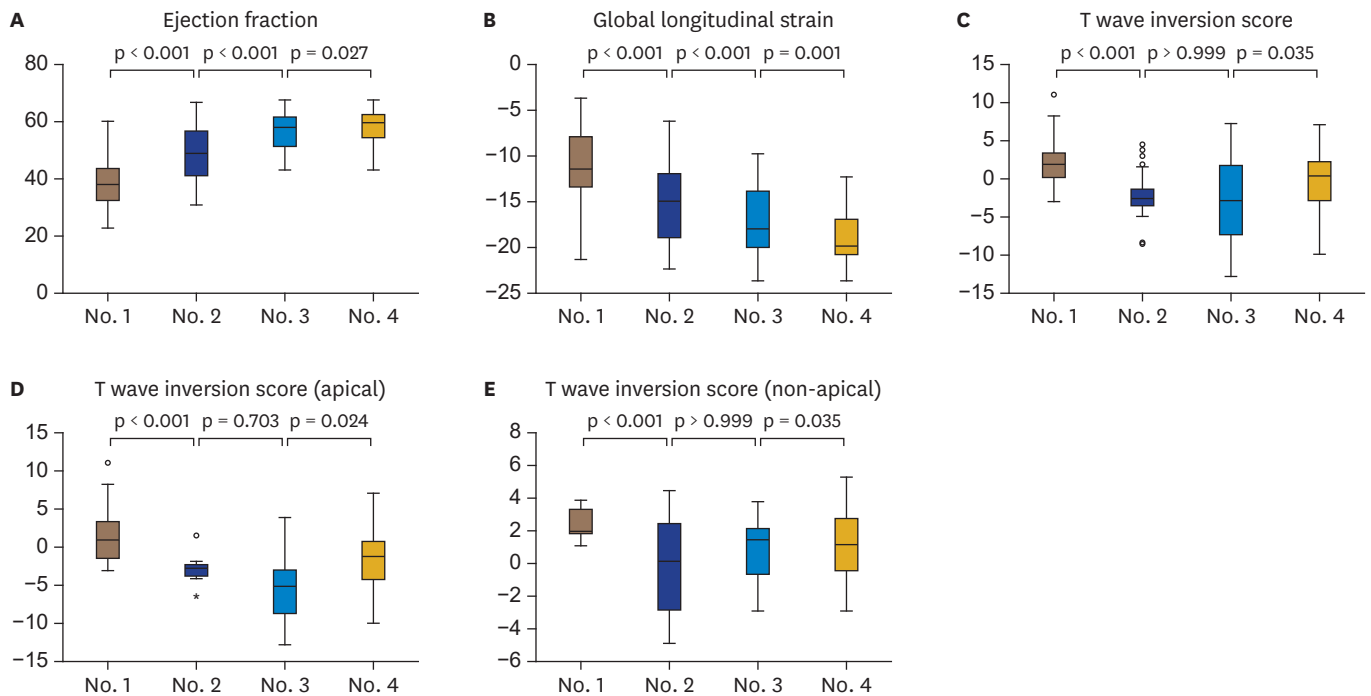 A Ejection fraction
p < 0.001 p < 0.001 p = 0.027
80
60
40
20
0
No. 1 No. 2 No. 3 No. 4
B Global longitudinal strain
p < 0.001 p < 0.001 p = 0.001
0
−5
−10
−15
−20
−25
No. 1 No. 2 No. 3 No. 4
C T wave inversion score
p < 0.001 p > 0.999 p = 0.035
15
10
5
0
−5
−10
−15
No. 1 No. 2 No. 3 No. 4
D T wave inversion score (apical)
p < 0.001 p = 0.703 p = 0.024
15
10
5
0
−5
−10
−15
*
No. 1 No. 2 No. 3 No. 4
E T wave inversion score (non-apical)
p < 0.001 p > 0.999 p = 0.035
8
6
4
2
0
−2
−4
−6
No. 1 No. 2 No. 3 No. 4